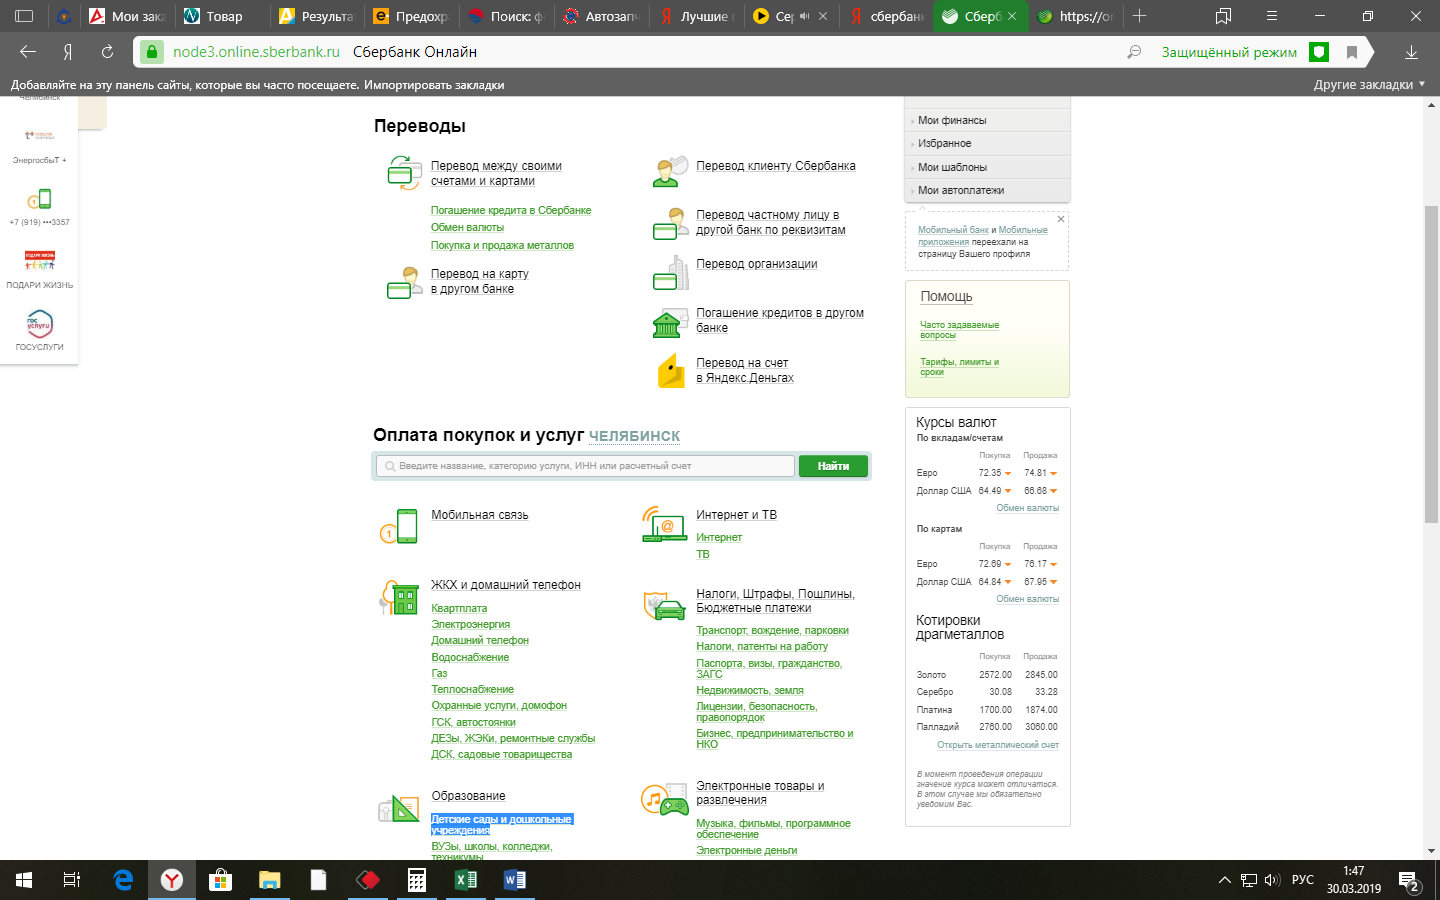 Мои зака
Товар
Результат
Предохр
Поиск: ф
Автозапч
Лучшие п
Сер
сбербанк
Сберб
https://on
node3.online.sberbank.ru Сбербанк Онлайн
Защищённый режим
Добавляйте на эту панель сайты, которые вы часто посещаете. Импортировать закладки
Другие закладки
Челябинск
ЭнергосбыТ +
+7 (919) •••3357
ПОДАРИ ЖИЗНЬ
ПОДАРИ ЖИЗНЬ
гос
услуги
ГОСУСЛУГИ
Переводы
Перевод между своими
счетами и картами
Погашение кредита в Сбербанке
Обмен валюты
Покупка и продажа металлов
Перевод на карту
в другом банке
Перевод клиенту Сбербанка
Перевод частному лицу в
другой банк по реквизитам
Перевод организации
Погашение кредитов в другом
банке
Перевод на счет
в Яндекс.Деньгах
Оплата покупок и услуг ЧЕЛЯБИНСК
Введите название, категорию услуги, ИНН или расчетный счет
Найти
Мобильная связь
ЖКХ и домашний телефон
Квартплата
Электроэнергия
Домашний телефон
Водоснабжение
Газ
Теплоснабжение
Охранные услуги, домофон
ГСК, автостоянки
ДЕЗы, ЖЭКи, ремонтные службы
ДСК, садовые товарищества
Образование
Детские сады и дошкольные
учреждения
ВУЗы, школы, колледжи,
техникумы
Интернет и ТВ
Интернет
ТВ
Налоги, Штрафы, Пошлины,
Бюджетные платежи
Транспорт, вождение, парковки
Налоги, патенты на работу
Паспорта, визы, гражданство,
ЗАГС
Недвижимость, земля
Лицензии, безопасность,
правопорядок
Бизнес, предпринимательство и
НКО
Электронные товары и
развлечения
Музыка, фильмы, программное
обеспечение
Электронные деньги
Мои финансы
Избранное
Мои шаблоны
Мои автоплатежи
Мобильный банк и Мобильные
приложения переехали на
страницу Вашего профиля
Помощь
Часто задаваемые
вопросы
Тарифы, лимиты и
сроки
Курсы валют
По вкладам/счетам
Покупка Продажа
Евро 72.35 74.81
Доллар США 64.49 66.68
Обмен валюты
По картам
Покупка Продажа
Евро 72.69 76.17
Доллар США 64.84 67.95
Обмен валюты
Котировки
драгметаллов
Покупка Продажа
Золото 2572.00 2845.00
Серебро 30.08 33.28
Платина 1700.00 1874.00
Палладий 2760.00 3060.00
Открыть металлический счет
В момент проведения операции
значение курса может отличаться.
В этом случае мы обязательно
уведомим Вас.
РУС
1:47
30.03.2019
2